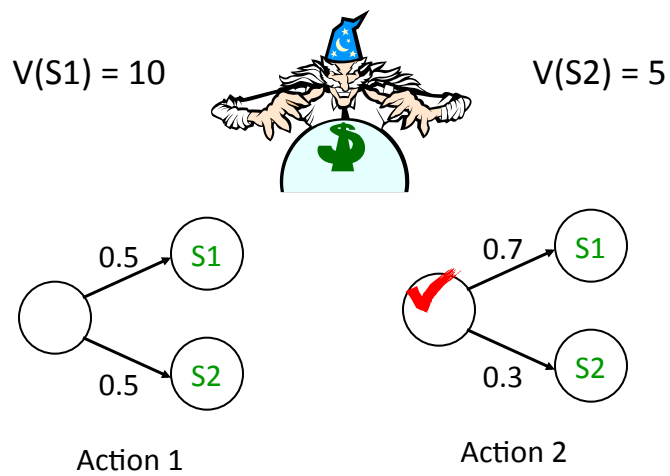 V(S1) = 10
V(S2) = 5
$
0.5
S1
0.5
S2
Action 1
0.7
S1
0.3
S2
Action 2